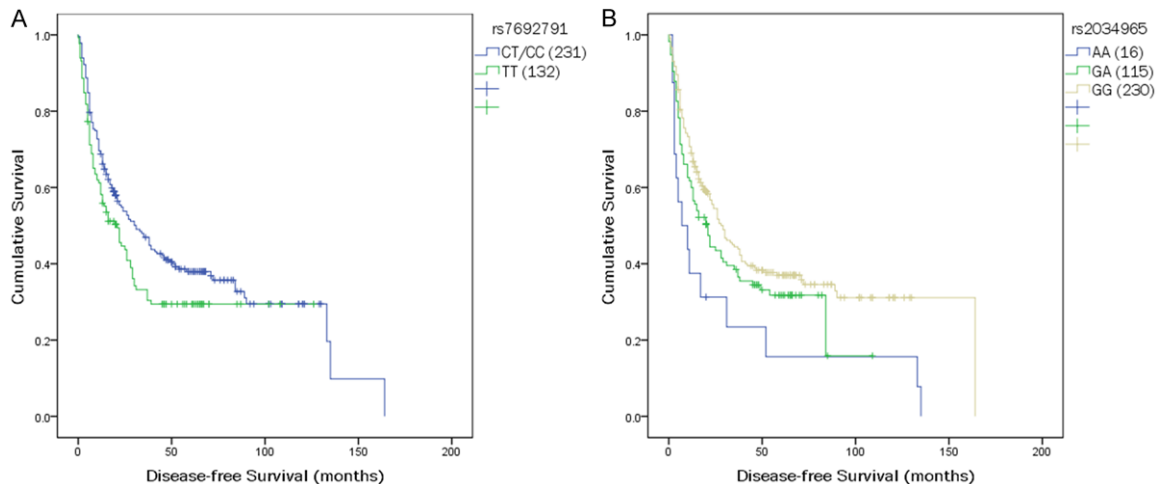 A
rs7692791
CT/CC (231)
TT (132)
Cumulative Survival
1.0
0.8
0.6
0.4
0.2
0.0
0
50
100
150
200
Disease-free Survival (months)
B
rs2034965
AA (16)
GA (115)
GG (230)
Cumulative Survival
1.0
0.8
0.6
0.4
0.2
0.0
0
50
100
150
200
Disease-free Survival (months)